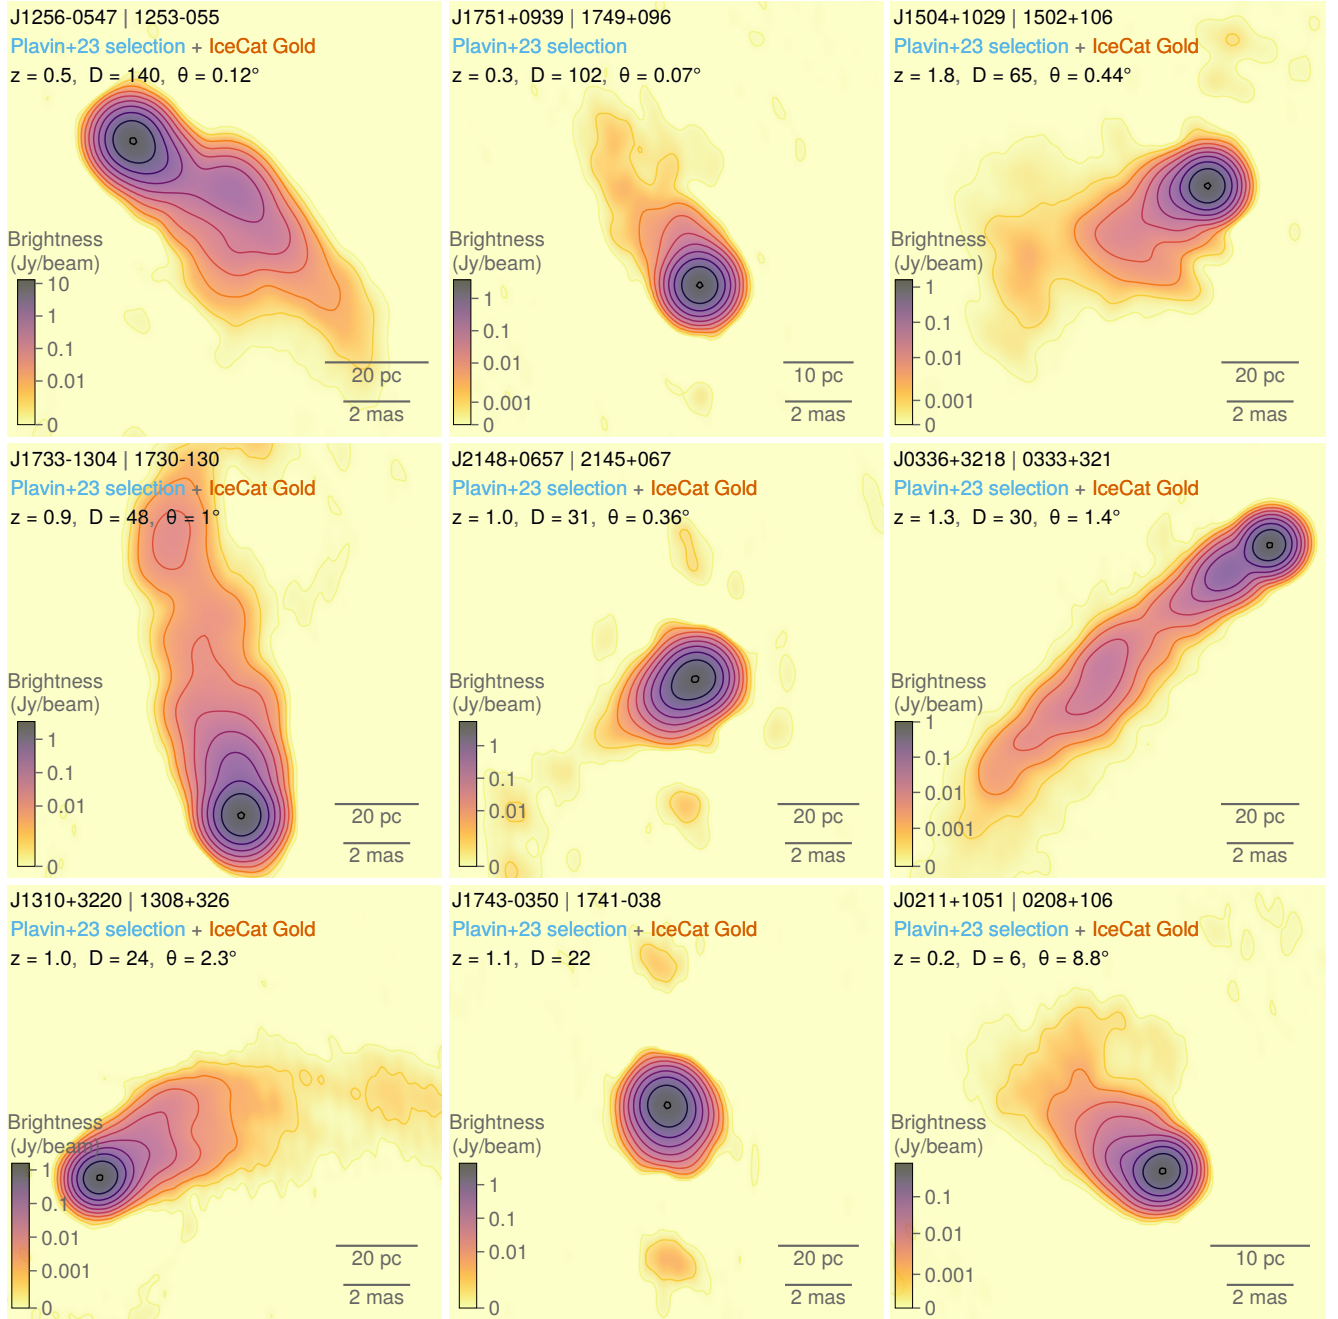 J1256-0547 | 1253-055
Plavin+23 selection + IceCat Gold
z = 0.5, D = 140, θ = 0.12°
Brightness
(Jy/beam)
10
1
0.1
0.01
0
20 pc
2 mas
J1751+0939 | 1749+096
Plavin+23 selection
z = 0.3, D = 102, θ = 0.07°
Brightness
(Jy/beam)
1
0.1
0.01
0.001
0
10 pc
2 mas
J1504+1029 | 1502+106
Plavin+23 selection + IceCat Gold
z = 1.8, D = 65, θ = 0.44°
Brightness
(Jy/beam)
1
0.1
0.01
0.001
0
20 pc
2 mas
J1733-1304 | 1730-130
Plavin+23 selection + IceCat Gold
z = 0.9, D = 48, θ = 1°
Brightness
(Jy/beam)
1
0.1
0.01
0
20 pc
2 mas
J2148+0657 | 2145+067
Plavin+23 selection + IceCat Gold
z = 1.0, D = 31, θ = 0.36°
Brightness
(Jy/beam)
1
0.1
0.01
0
20 pc
2 mas
J0336+3218 | 0333+321
Plavin+23 selection + IceCat Gold
z = 1.3, D = 30, θ = 1.4°
Brightness
(Jy/beam)
1
0.1
0.01
0.001
0
20 pc
2 mas
J1310+3220 | 1308+326
Plavin+23 selection + IceCat Gold
z = 1.0, D = 24, θ = 2.3°
Brightness
(Jy/beam)
1
0.1
0.01
0.001
0
20 pc
2 mas
J1743-0350 | 1741-038
Plavin+23 selection + IceCat Gold
z = 1.1, D = 22
Brightness
(Jy/beam)
1
0.1
0.01
0
20 pc
2 mas
J0211+1051 | 0208+106
Plavin+23 selection + IceCat Gold
z = 0.2, D = 6, θ = 8.8°
Brightness
(Jy/beam)
0.1
0.01
0.001
0
10 pc
2 mas